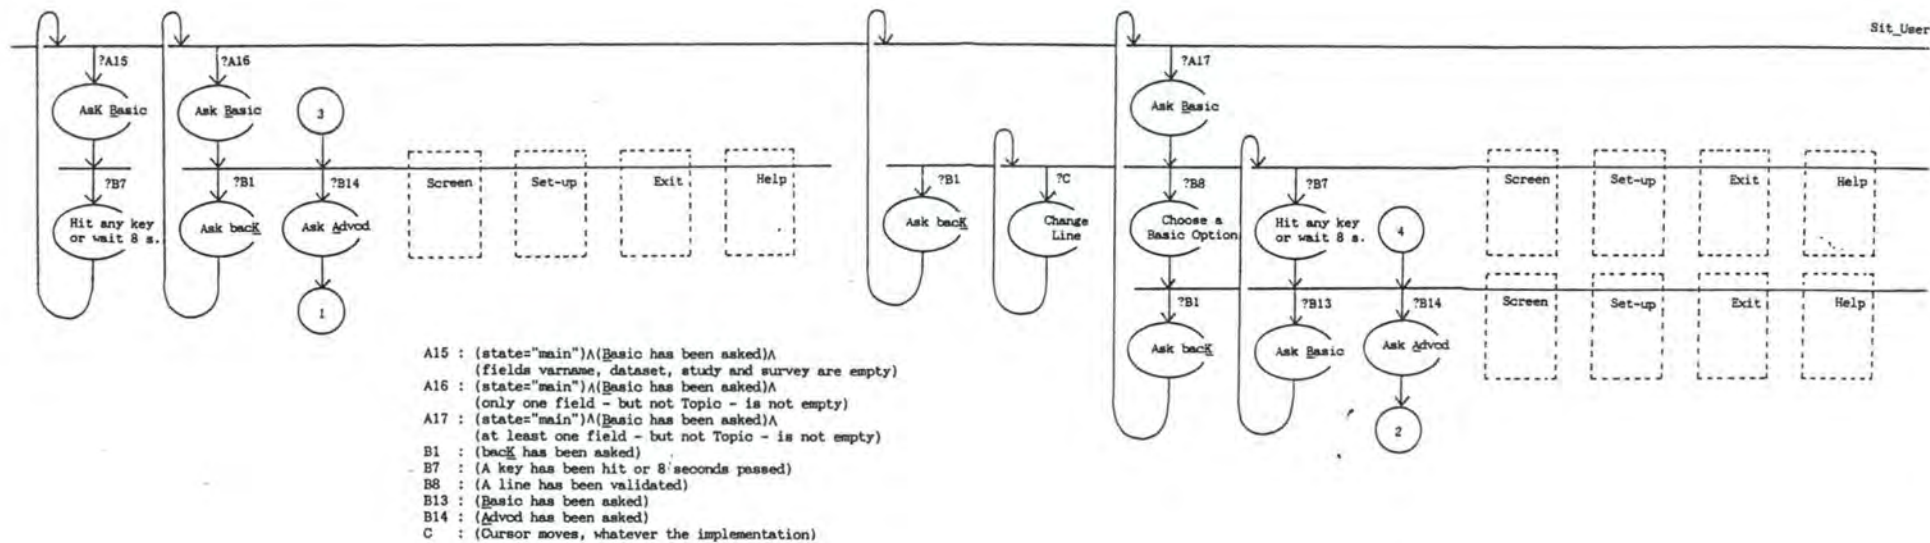 Sit_User
?A15
?A16
?A17
AsK Basic
Ask Basic
3
Ask Basic
?B7
?B1
?B14
Screen
Set-up
Exit
Help
?B1
?C
?B8
?B7
Screen
Set-up
Exit
Help
Hit any key
or wait 8 s.
Ask bacK
Ask Advcd
Ask bacK
Change
Line
Choose a
Basic Option
Hit any key
or wait 8 s.
4
1
?B1
?B13
?B14
Screen
Set-up
Exit
Help
Ask bacK
Ask Basic
Ask Advcd
2
A15 : (state="main")Λ(Basic has been asked)Λ
(fields varname, dataset, study and survey are empty)
A16 : (state="main")Λ(Basic has been asked)Λ
(only one field - but not Topic - is not empty)
A17 : (state="main")Λ(Basic has been asked)Λ
(at least one field - but not Topic - is not empty)
B1 : (bacK has been asked)
B7 : (A key has been hit or 8 seconds passed)
B8 : (A line has been validated)
B13 : (Basic has been asked)
B14 : (Advcd has been asked)
C : (Cursor moves, whatever the implementation)